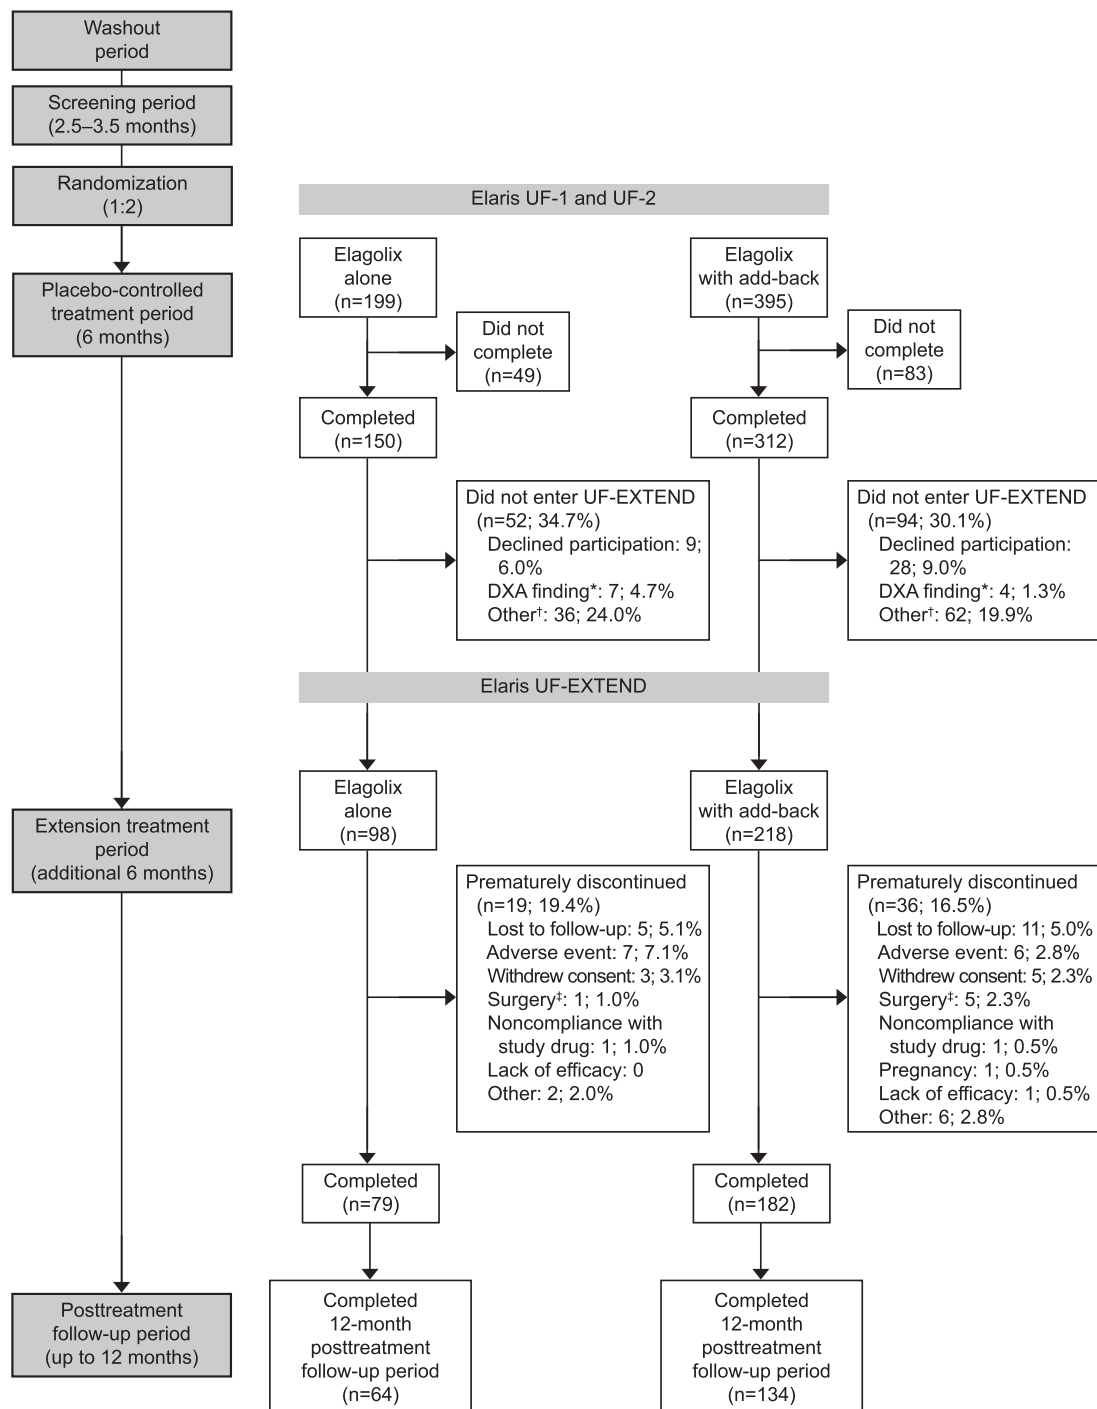 Washout
period
Screening period
(2.5–3.5 months)
Randomization
(1:2)
Placebo-controlled
treatment period
(6 months)
Extension treatment
period
(additional 6 months)
Posttreatment
follow-up period
(up to 12 months)
Elaris UF-1 and UF-2
Elagolix
alone
(n=199)
Did not
complete
(n=49)
Completed
(n=150)
Did not enter UF-EXTEND
(n=52; 34.7%)
Declined participation: 9;
6.0%
DXA finding*: 7; 4.7%
Other†: 36; 24.0%
Elagolix
with add-back
(n=395)
Did not
complete
(n=83)
Completed
(n=312)
Did not enter UF-EXTEND
(n=94; 30.1%)
Declined participation:
28; 9.0%
DXA finding*: 4; 1.3%
Other†: 62; 19.9%
Elaris UF-EXTEND
Elagolix
alone
(n=98)
Prematurely discontinued
(n=19; 19.4%)
Lost to follow-up: 5; 5.1%
Adverse event: 7; 7.1%
Withdrew consent: 3; 3.1%
Surgery‡: 1; 1.0%
Noncompliance with
study drug: 1; 1.0%
Lack of efficacy: 0
Other: 2; 2.0%
Completed
(n=79)
Completed
12-month
posttreatment
follow-up period
(n=64)
Elagolix
with add-back
(n=218)
Prematurely discontinued
(n=36; 16.5%)
Lost to follow-up: 11; 5.0%
Adverse event: 6; 2.8%
Withdrew consent: 5; 2.3%
Surgery‡: 5; 2.3%
Noncompliance with
study drug: 1; 0.5%
Pregnancy: 1; 0.5%
Lack of efficacy: 1; 0.5%
Other: 6; 2.8%
Completed
(n=182)
Completed
12-month
posttreatment
follow-up period
(n=134)